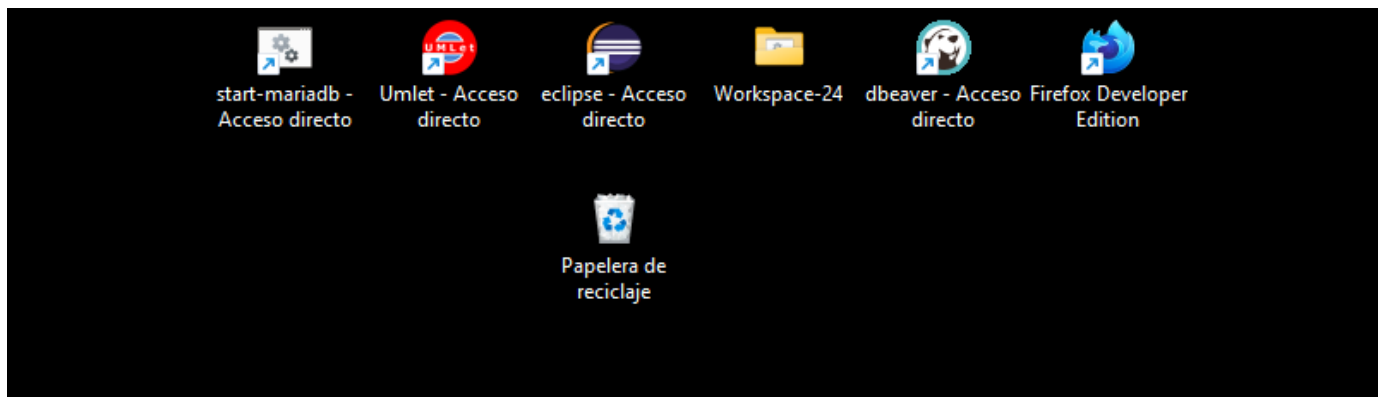 UMLet
start-mariadb -
Acceso directo
Umlet - Acceso
directo
eclipse - Acceso
directo
Workspace-24
dbeaver - Acceso
directo
Firefox Developer
Edition
Papelera de
reciclaje